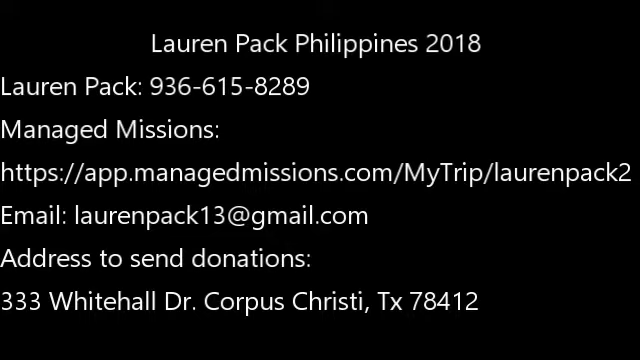 Lauren Pack Philippines 2018
Lauren Pack: 936-615-8289
Managed Missions:
https://app.managedmissions.com/MyTrip/laurenpack2
Email: laurenpack13@gmail.com
Address to send donations:
333 Whitehall Dr. Corpus Christi, Tx 78412